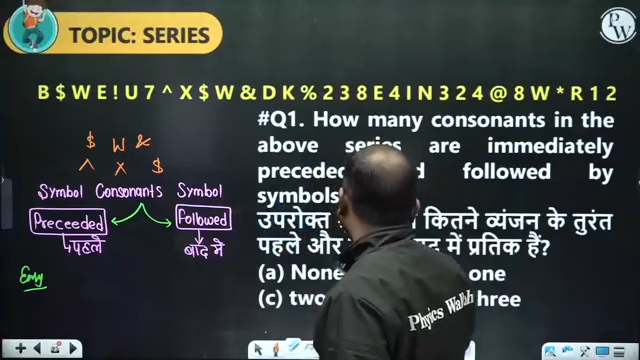 TOPIC: SERIES
PW
B $ W E ! U 7 ^ X $ W & D K % 2 3 8 E 4 I N 3 2 4 @ 8 W * R 1 2
#Q1. How many consonants in the
above series are immediately
preceded followed by
symbols
उपरोक्त कितने व्यंजन के तुरंत
पहले और में प्रतिक हैं?
(a) None one
(c) two
$ W &
^ X $
Symbol Consonants Symbol
Preceeded Followed
पहले बाद में
Easy
Physics Wallah